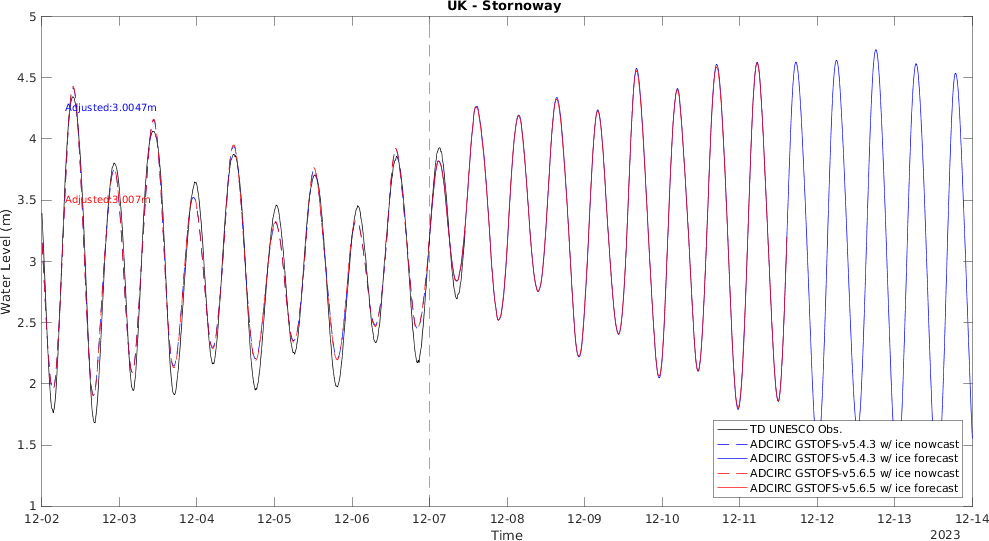 UK - Stornoway
5
4.5
4
3.5
3
2.5
2
1.5
1
Water Level (m)
Adjusted:3.0047m
Adjusted:3.007m
TD UNESCO Obs.
ADCIRC GSTOFS-v5.4.3 w/ ice nowcast
ADCIRC GSTOFS-v5.4.3 w/ ice forecast
ADCIRC GSTOFS-v5.6.5 w/ ice nowcast
ADCIRC GSTOFS-v5.6.5 w/ ice forecast
12-02 12-03 12-04 12-05 12-06 12-07 12-08 12-09 12-10 12-11 12-12 12-13 12-14
Time
2023